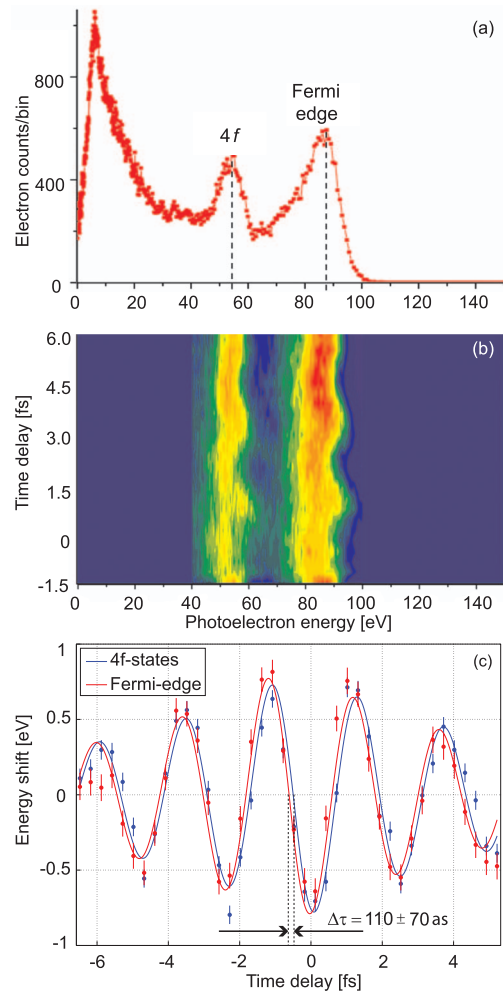 (a)
Electron counts/bin
800
400
0
4f
Fermi
edge
0 20 40 60 80 100 120 140
(b)
Time delay [fs]
6.0
4.5
3.0
1.5
0
-1.5
0 20 40 60 80 100 120 140
Photoelectron energy [eV]
(c)
4f-states
Fermi-edge
Energy shift [eV]
1
0.5
0
-0.5
-1
Δτ = 110 ± 70 as
-6 -4 -2 0 2 4
Time delay [fs]